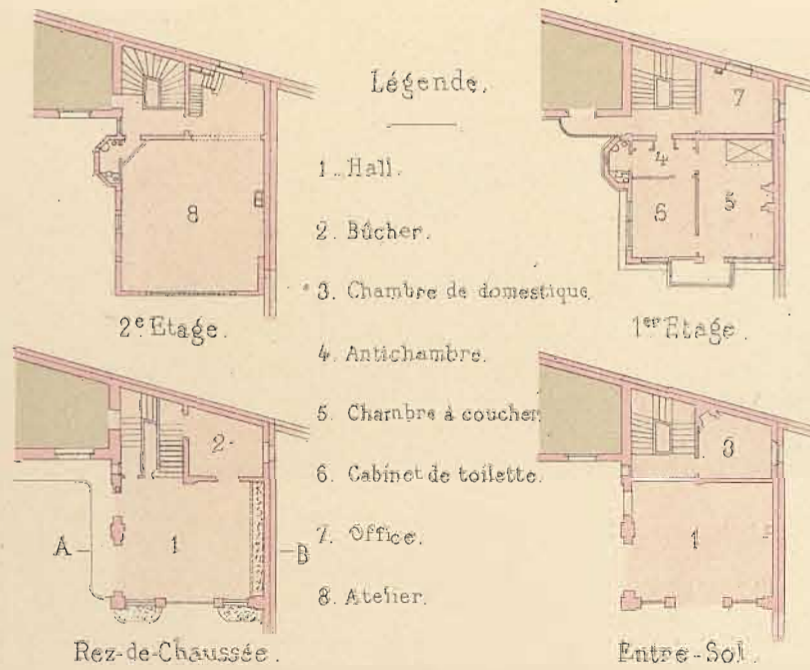 Légende.
1. Hall.
2. Bûcher.
3. Chambre de domestique.
4. Antichambre.
5. Chambre à coucher.
6. Cabinet de toilette.
7. Office.
8. Atelier.
8
2e Etage.
7
4
6
5
1er Etage.
2
A
1
B
Rez-de-Chaussée.
3
1
Entre-Sol.